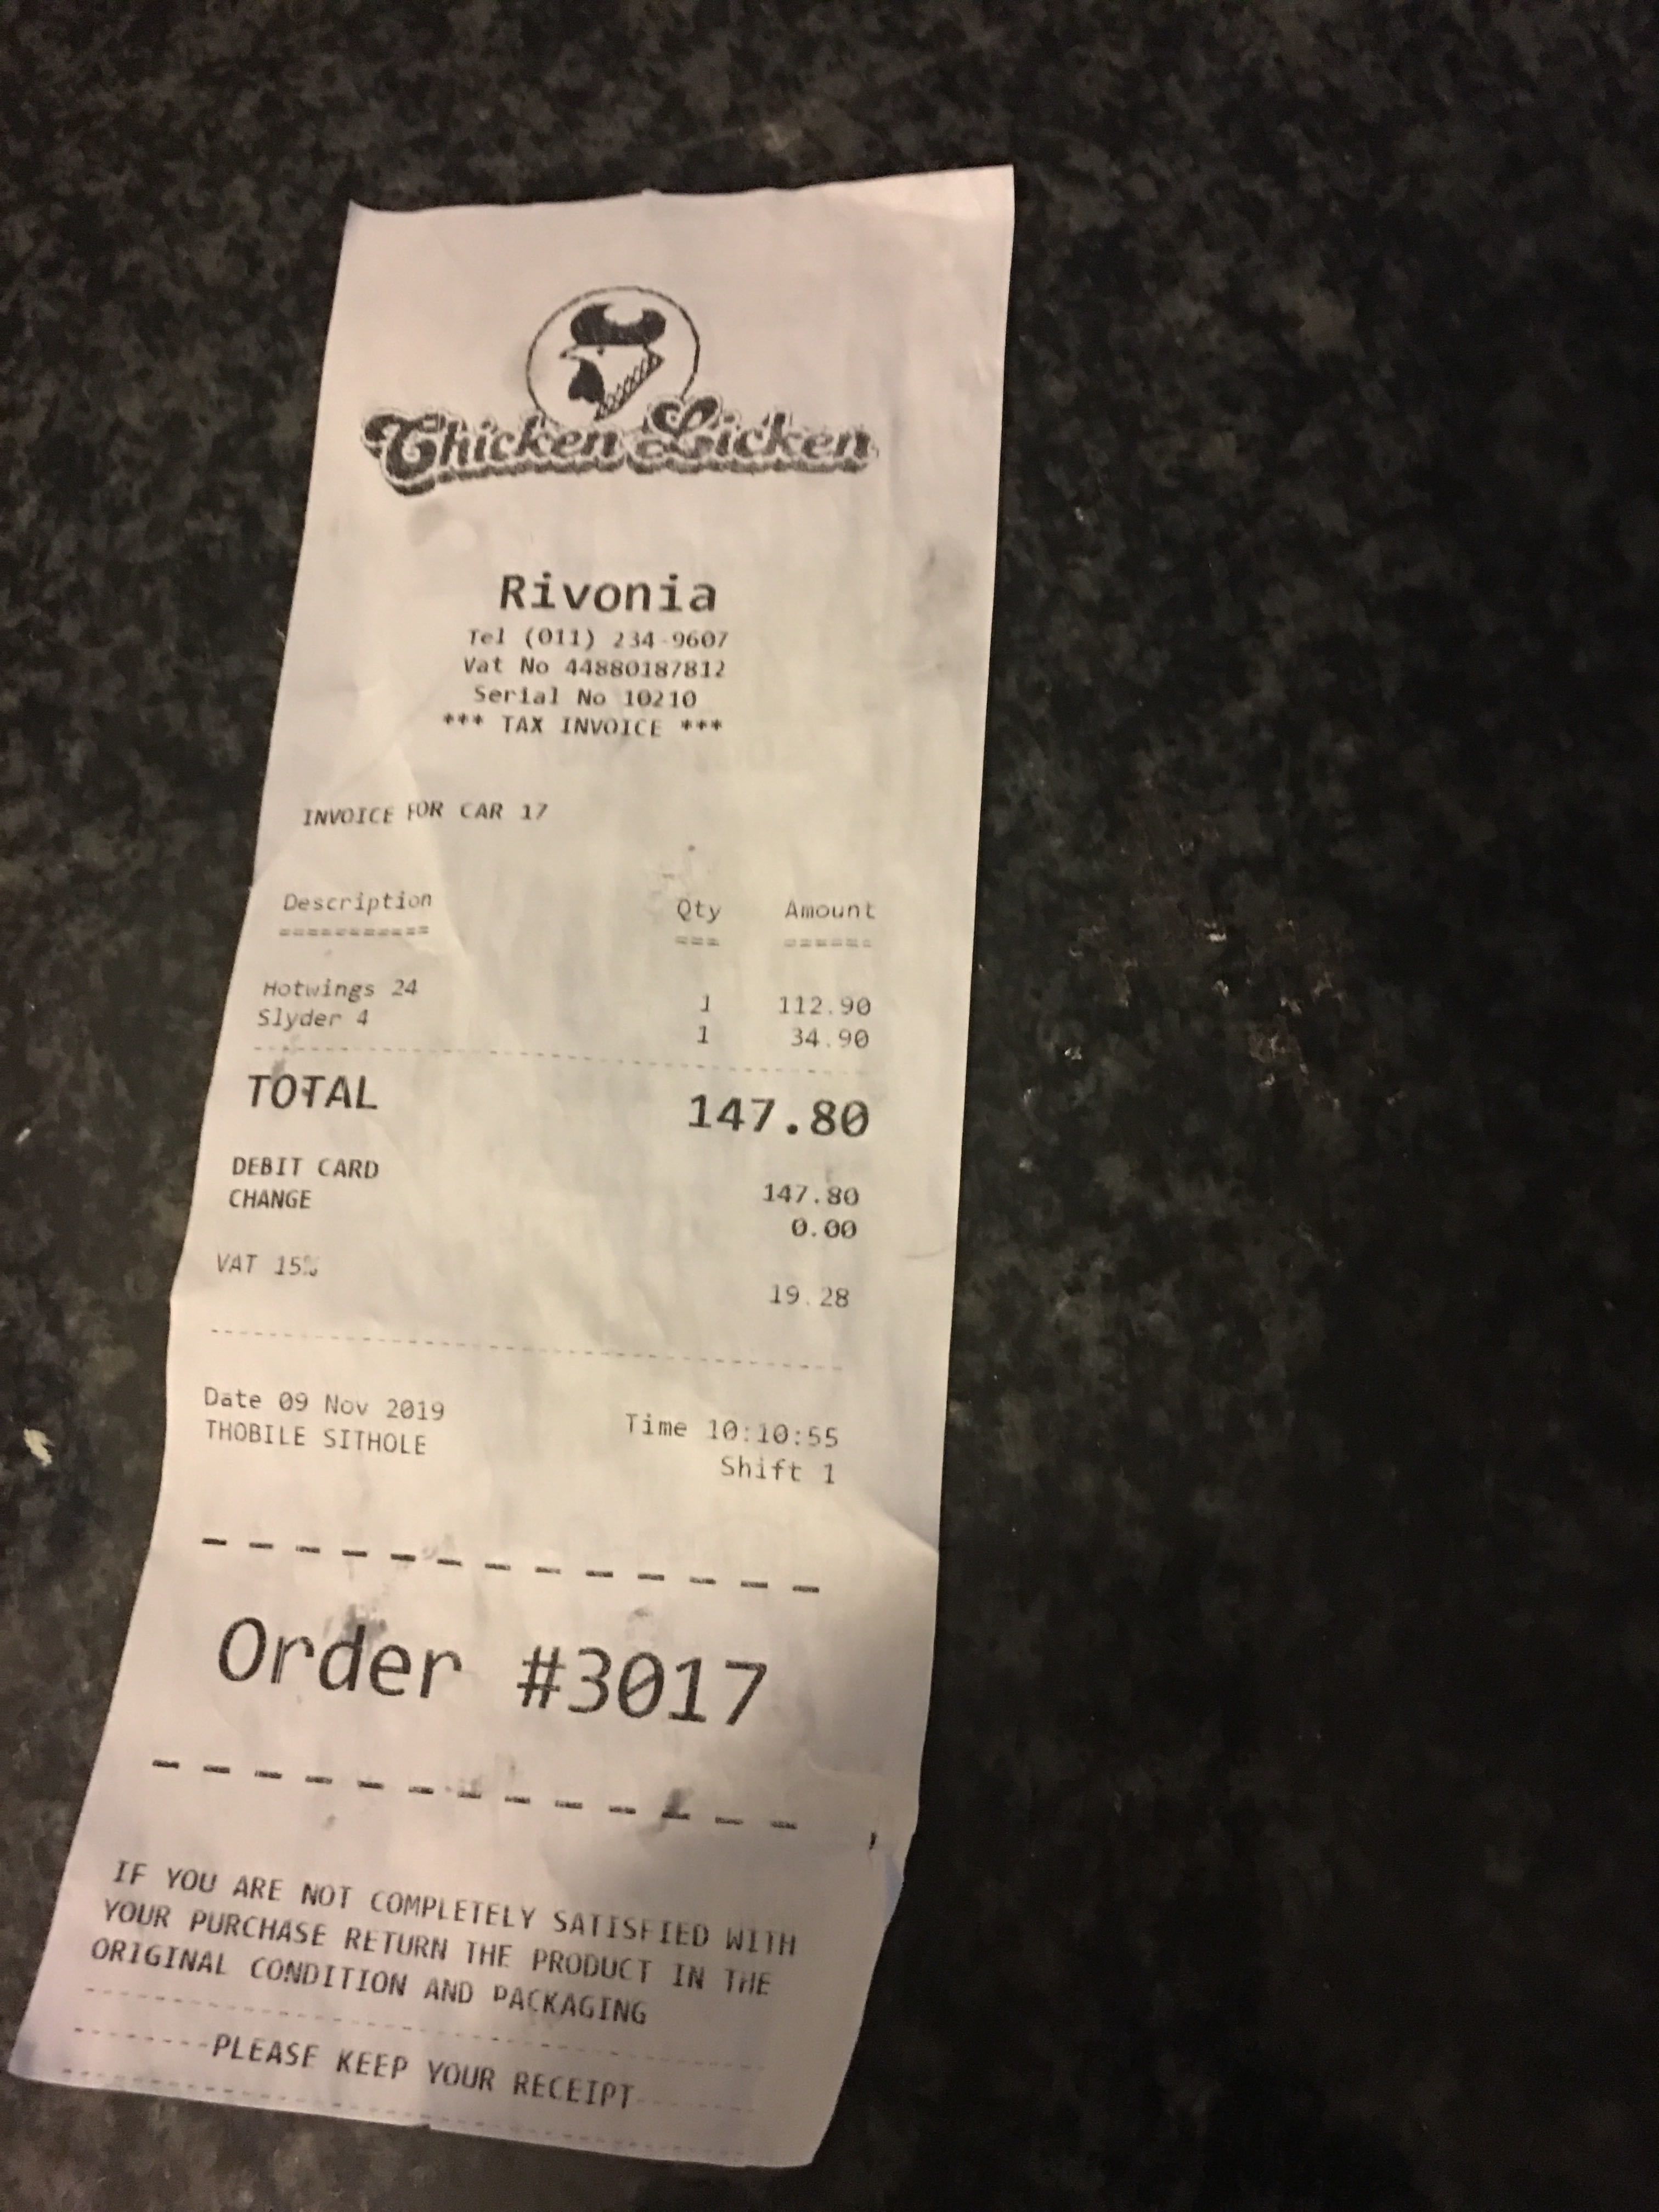 Chicken Licken
Rivonia
Tel (011) 234-9607
Vat No 44880187812
Serial No 10210
*** TAX INVOICE ***
INVOICE FOR CAR 17
Description Qty Amount
=========== === ======
Hotwings 24 1 112.90
Slyder 4 1 34.90
TOTAL 147.80
DEBIT CARD 147.80
CHANGE 0.00
VAT 15% 19.28
Date 09 Nov 2019 Time 10:10:55
THOBILE SITHOLE Shift 1
Order #3017
IF YOU ARE NOT COMPLETELY SATISFIED WITH
YOUR PURCHASE RETURN THE PRODUCT IN THE
ORIGINAL CONDITION AND PACKAGING
--------PLEASE KEEP YOUR RECEIPT--------